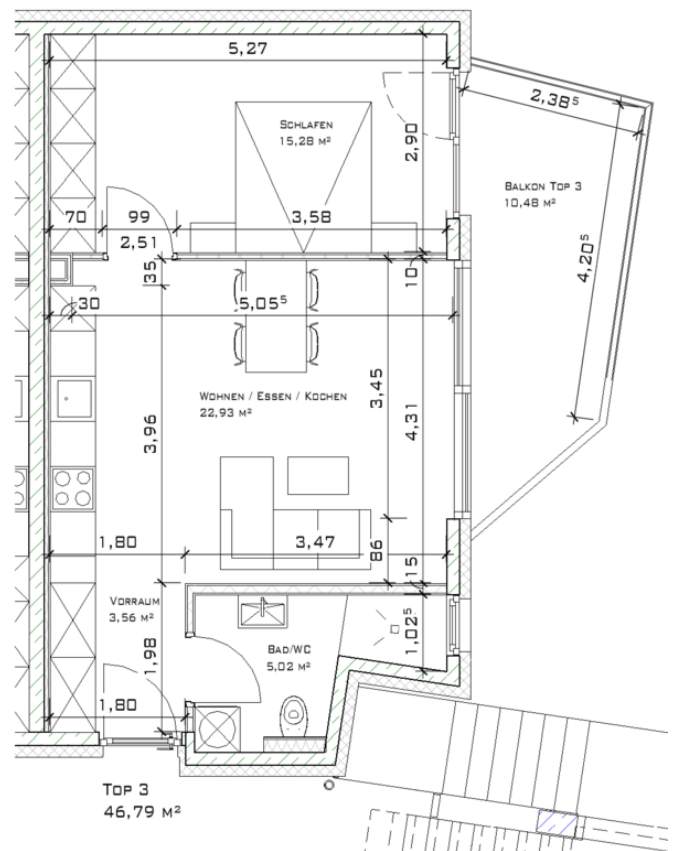 5,27
2,38⁵
SCHLAFEN
15,28 M²
2,90
BALKON TOP 3
10,48 M²
70
99
3,58
2,51
4,20⁵
35
10
30
5,05⁵
WOHNEN / ESSEN / KOCHEN
22,93 M²
3,45
4,31
3,96
1,80
3,47
86
15
VORRAUM
3,56 M²
1,02⁵
1,98
BAD/WC
5,02 M²
1,80
TOP 3
46,79 M²